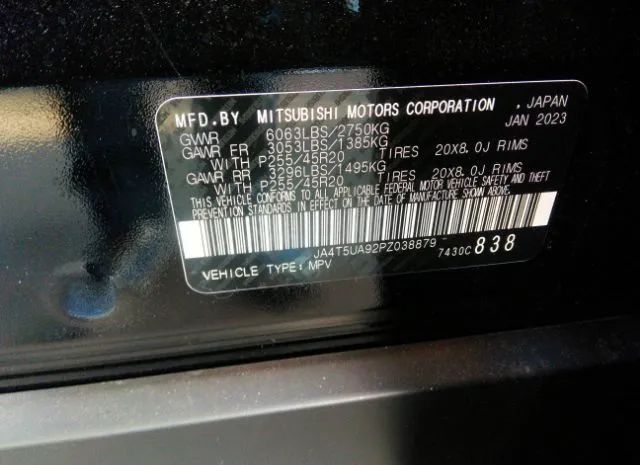 MFD.BY MITSUBISHI MOTORS CORPORATION . JAPAN
GVWR 6063LBS/2750KG JAN 2023
GAWR FR 3053LBS/1385KG
WITH P255/45R20 TIRES 20X8.0J RIMS
GAWR RR 3296LBS/1495KG
WITH P255/45R20 TIRES 20X8.0J RIMS
THIS VEHICLE CONFORMS TO ALL APPLICABLE FEDERAL MOTOR VEHICLE SAFETY AND THEFT
PREVENTION STANDARDS IN EFFECT ON THE DATE OF MANUFACTURE SHOWN ABOVE.
JA4T5UA92PZ038879
VEHICLE TYPE: MPV 7430C 838